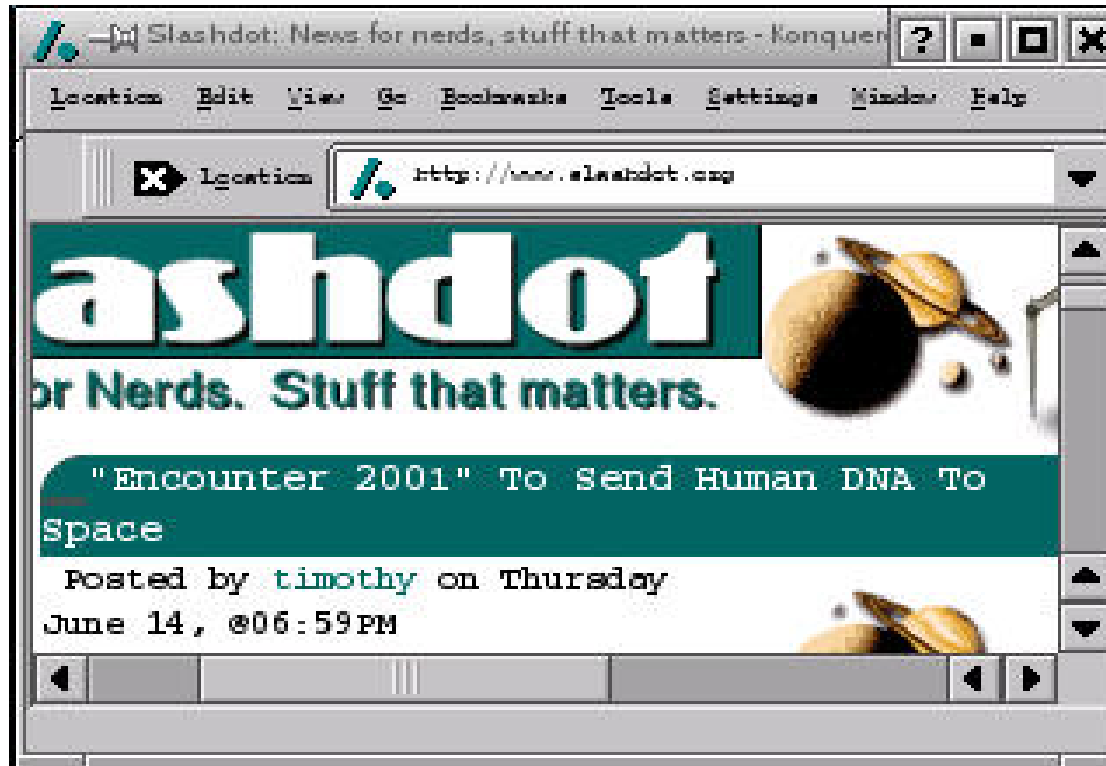 Slashdot: News for nerds, stuff that matters - Konquer
Location Edit View Go Bookmarks Tools Settings Window Help
Location http://www.slashdot.org
ashdot
or Nerds. Stuff that matters.
"Encounter 2001" To Send Human DNA To
Space
Posted by timothy on Thursday
June 14, @06:59PM